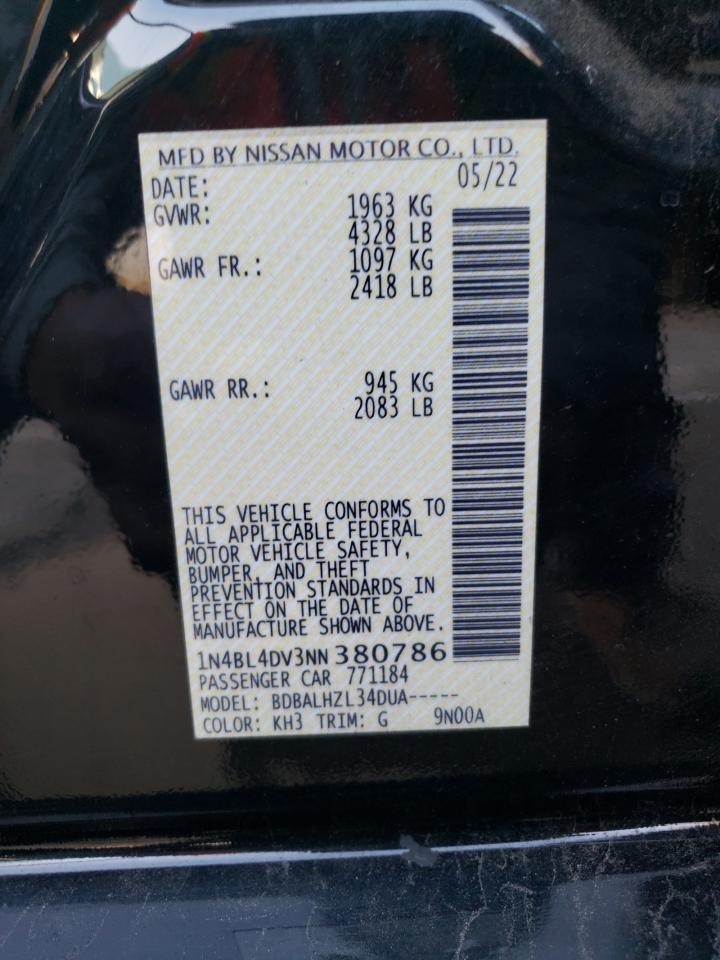 MFD BY NISSAN MOTOR CO., LTD.
DATE: 05/22
GVWR: 1963 KG
4328 LB
GAWR FR.: 1097 KG
2418 LB
GAWR RR.: 945 KG
2083 LB
THIS VEHICLE CONFORMS TO
ALL APPLICABLE FEDERAL
MOTOR VEHICLE SAFETY,
BUMPER, AND THEFT
PREVENTION STANDARDS IN
EFFECT ON THE DATE OF
MANUFACTURE SHOWN ABOVE.
1N4BL4DV3NN 380786
PASSENGER CAR 771184
MODEL: BDBALHZL34DUA-----
COLOR: KH3 TRIM: G 9N00A